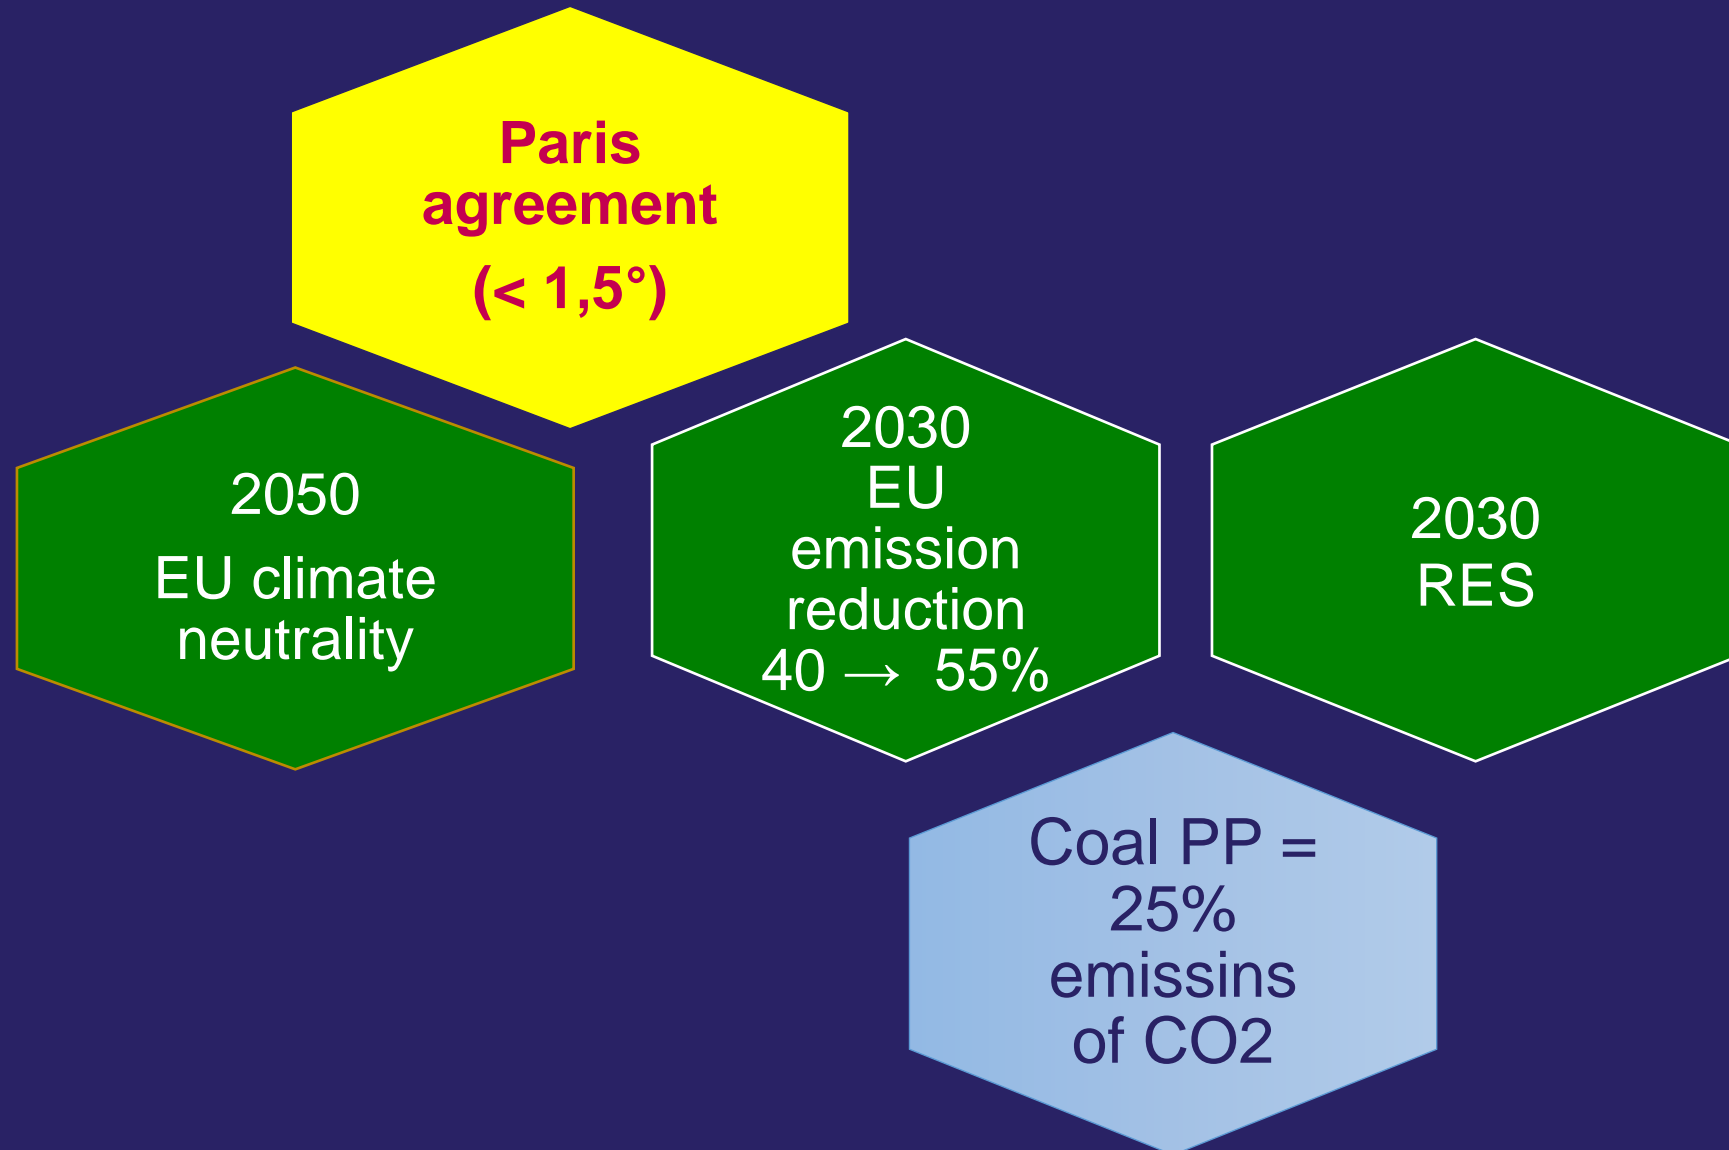 Paris
agreement
(< 1,5°)
2050
EU climate
neutrality
2030
EU
emission
reduction
40 → 55%
2030
RES
Coal PP =
25%
emissins
of CO2